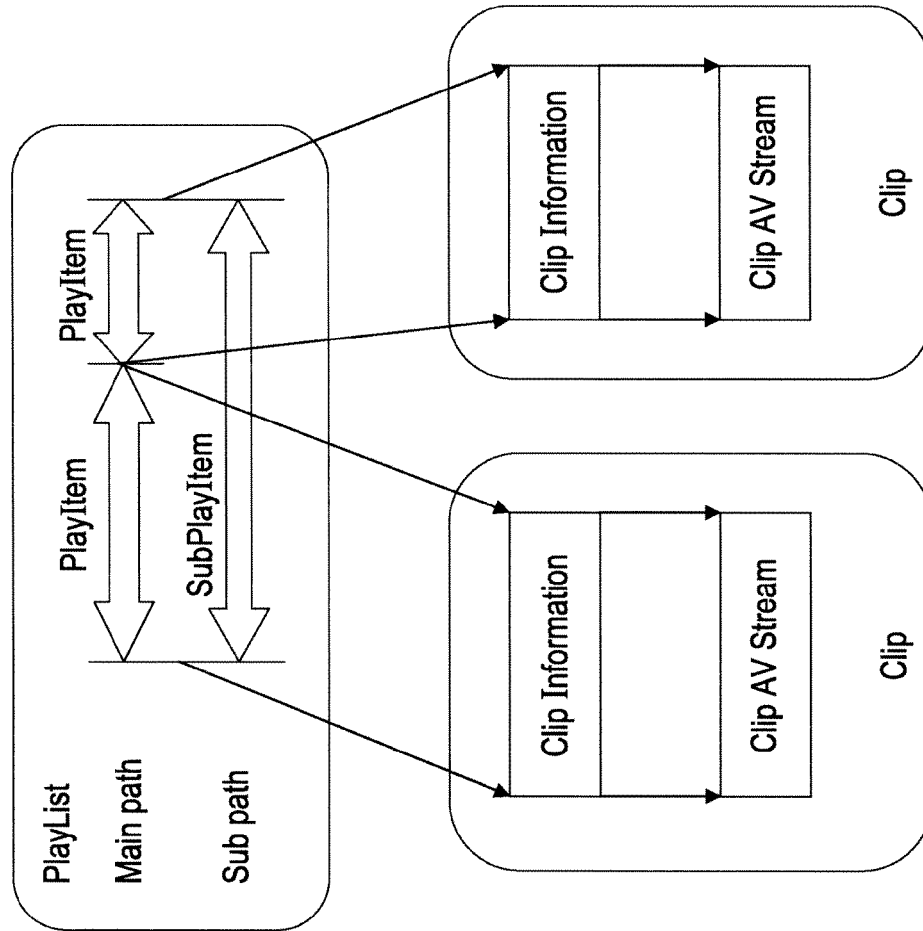 PlayList
Main path
PlayItem
PlayItem
Sub path
SubPlayItem
Clip Information
Clip AV Stream
Clip
Clip Information
Clip AV Stream
Clip